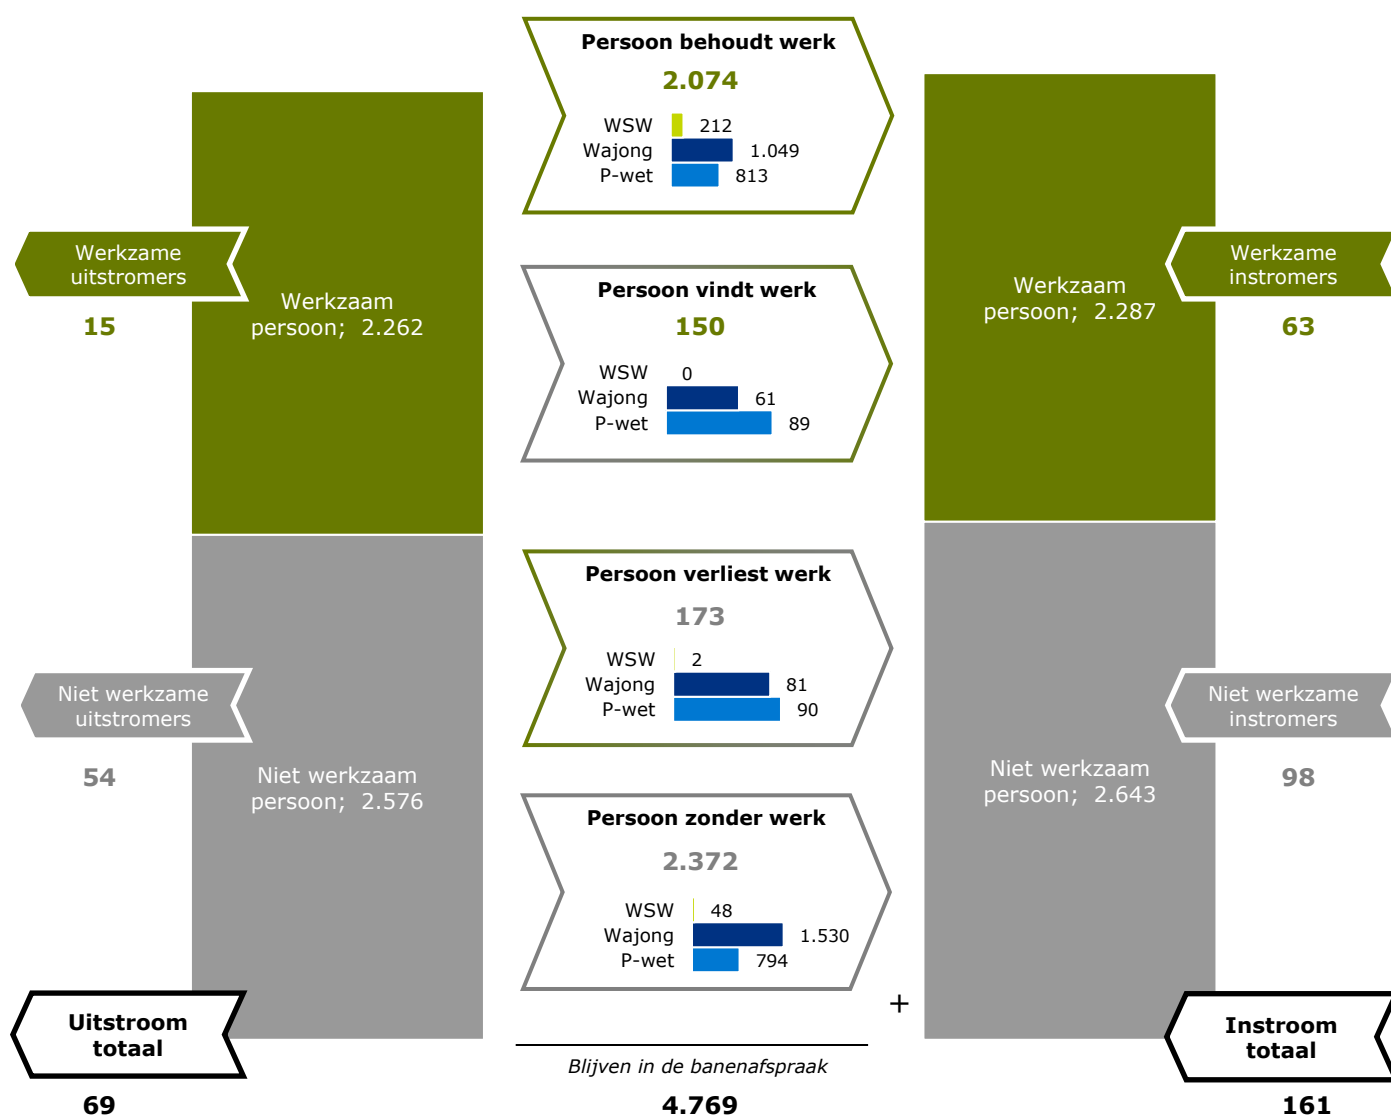 Persoon behoudt werk
2.074
WSW 212
Wajong 1.049
P-wet 813
Werkzame
uitstromers
15
Werkzaam
persoon; 2.262
Persoon vindt werk
150
WSW 0
Wajong 61
P-wet 89
Werkzaam
persoon; 2.287
Werkzame
instromers
63
Persoon verliest werk
173
WSW 2
Wajong 81
P-wet 90
Niet werkzame
uitstromers
54
Niet werkzaam
persoon; 2.576
Persoon zonder werk
2.372
WSW 48
Wajong 1.530
P-wet 794
Niet werkzaam
persoon; 2.643
Niet werkzame
instromers
98
+
Uitstroom
totaal
69
Blijven in de banenafspraak
4.769
Instroom
totaal
161